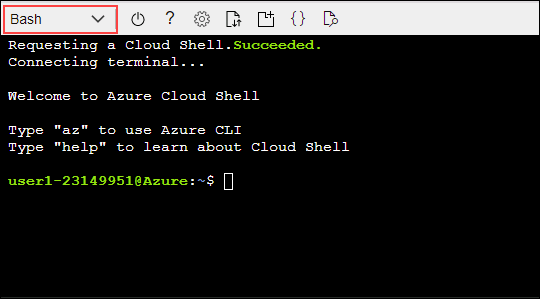 Bash
Requesting a Cloud Shell.Succeeded.
Connecting terminal...
Welcome to Azure Cloud Shell
Type "az" to use Azure CLI
Type "help" to learn about Cloud Shell
user1-23149951@Azure:~$